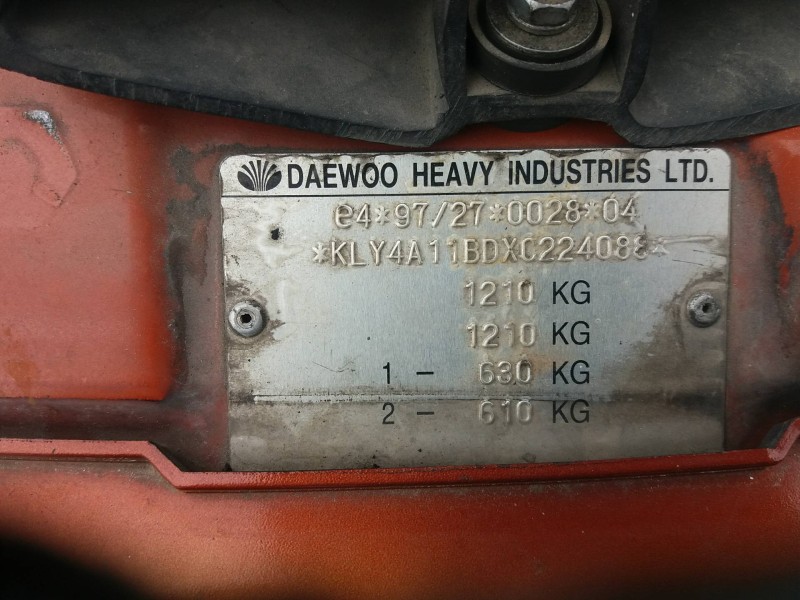 DAEWOO HEAVY INDUSTRIES LTD.
e4*97/27*0028*04
*KLY4A11BDXC224088*
1210 KG
1210 KG
1 - 630 KG
2 - 610 KG